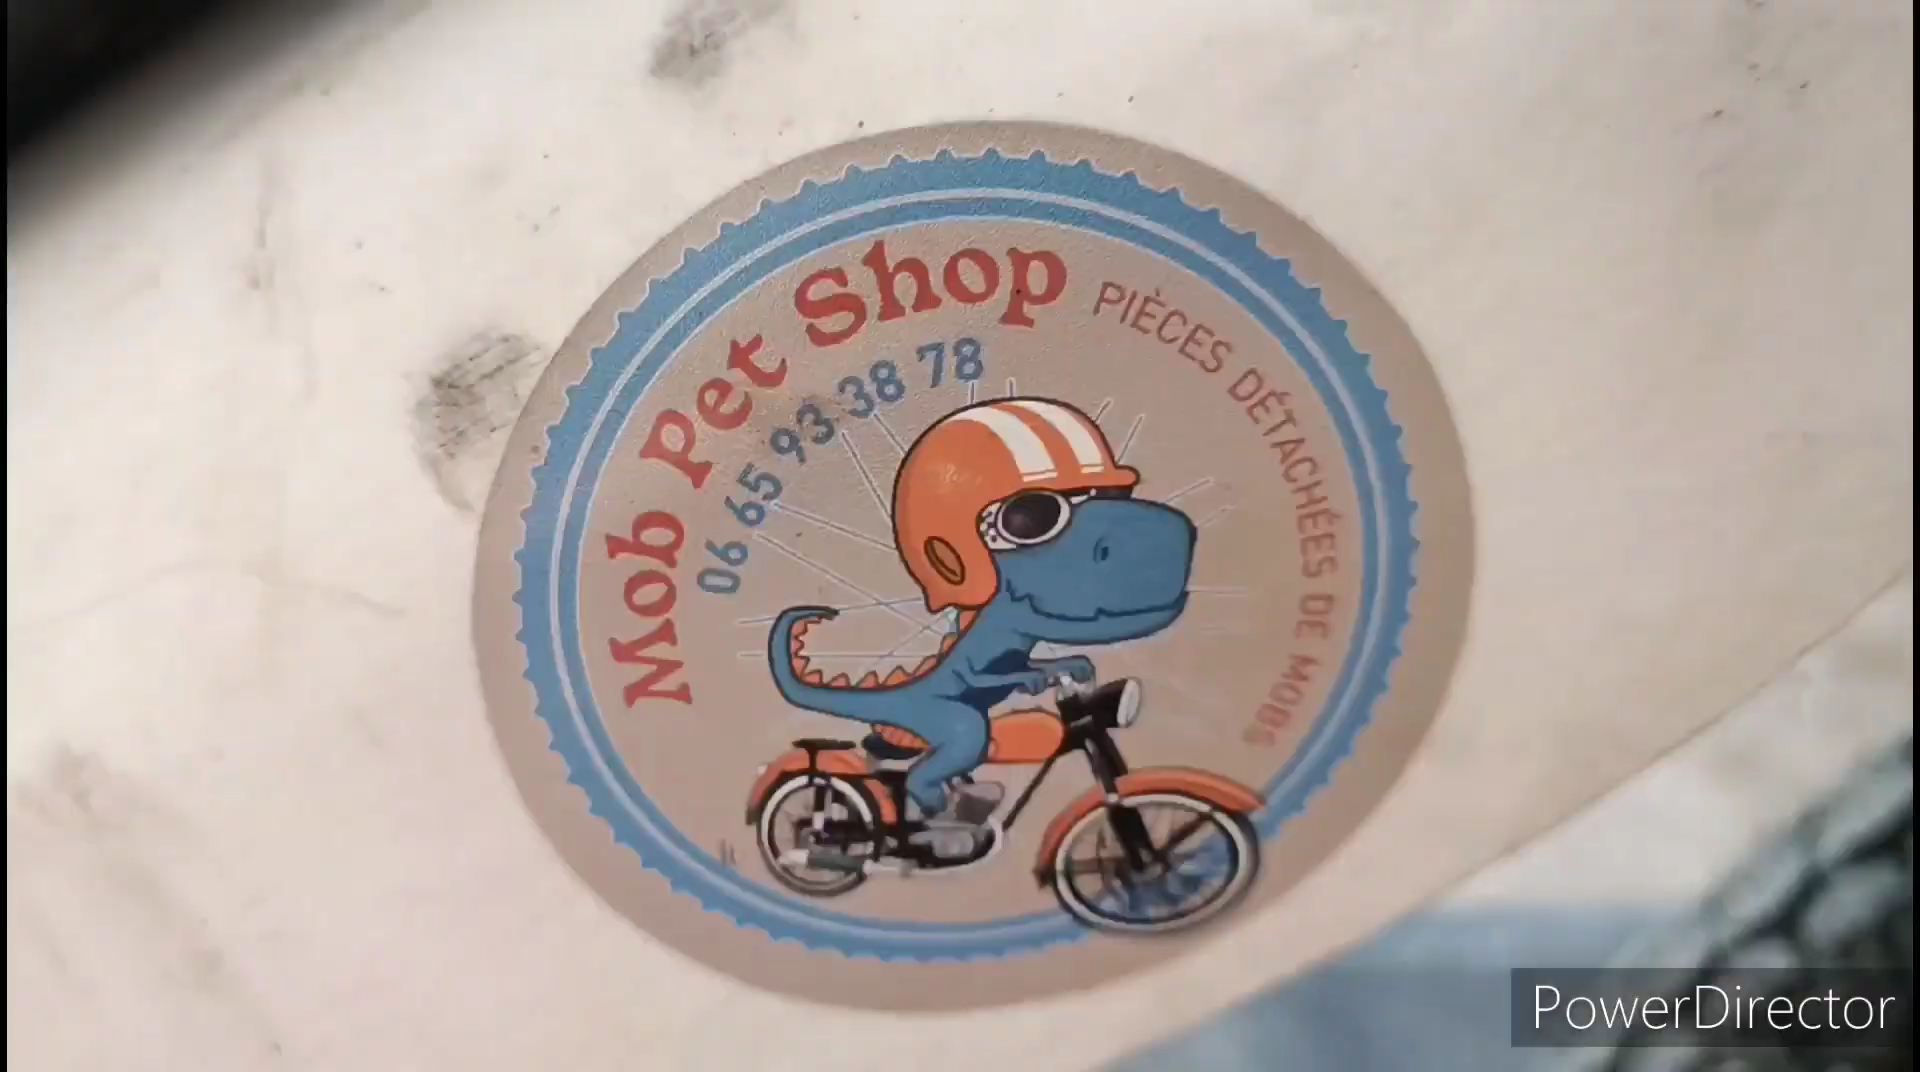 Mob Pet Shop
PIÈCES DÉTACHÉES DE MOBS
06 65 93 38 78
PowerDirector